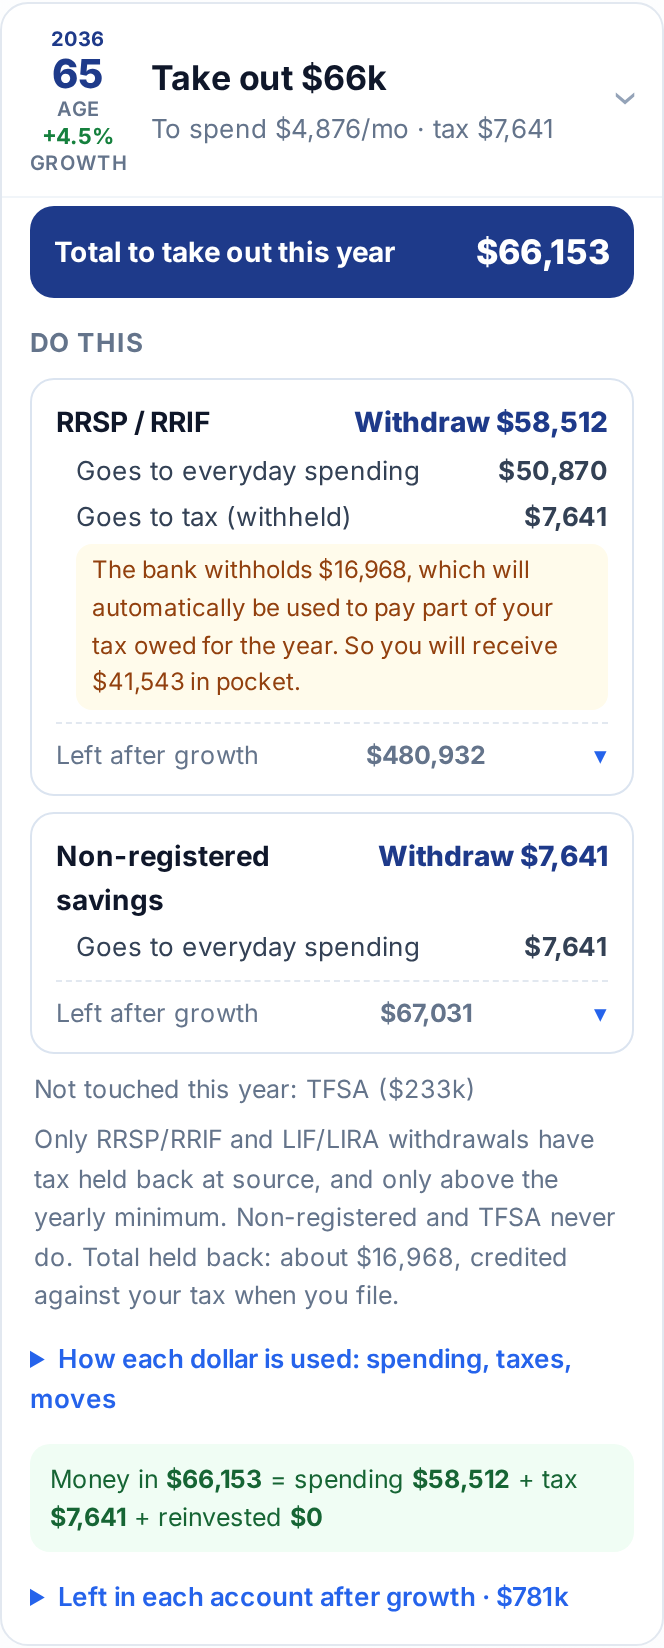 2036
65
AGE
+4.5%
GROWTH
Take out $66k
To spend $4,876/mo · tax $7,641
Total to take out this year $66,153
DO THIS
RRSP / RRIF Withdraw $58,512
Goes to everyday spending $50,870
Goes to tax (withheld) $7,641
The bank withholds $16,968, which will
automatically be used to pay part of your
tax owed for the year. So you will receive
$41,543 in pocket.
Left after growth $480,932 ▼
Non-registered
savings
Withdraw $7,641
Goes to everyday spending $7,641
Left after growth $67,031 ▼
Not touched this year: TFSA ($233k)
Only RRSP/RRIF and LIF/LIRA withdrawals have
tax held back at source, and only above the
yearly minimum. Non-registered and TFSA never
do. Total held back: about $16,968, credited
against your tax when you file.
▶ How each dollar is used: spending, taxes,
moves
Money in $66,153 = spending $58,512 + tax
$7,641 + reinvested $0
▶ Left in each account after growth · $781k